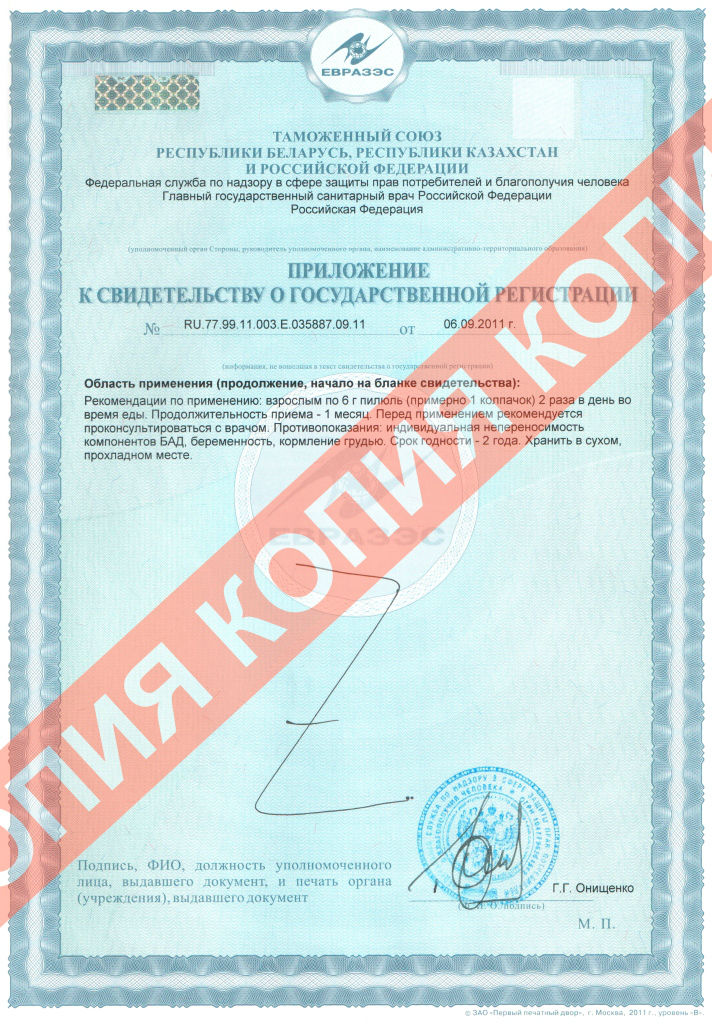 ЕВРАЗЭС
ТАМОЖЕННЫЙ СОЮЗ
РЕСПУБЛИКИ БЕЛАРУСЬ, РЕСПУБЛИКИ КАЗАХСТАН
И РОССИЙСКОЙ ФЕДЕРАЦИИ
Федеральная служба по надзору в сфере защиты прав потребителей и благополучия человека
Главный государственный санитарный врач Российской Федерации
Российская Федерация
(уполномоченный орган Стороны, руководитель уполномоченного органа, наименование административно-территориального образования)
ПРИЛОЖЕНИЕ
К СВИДЕТЕЛЬСТВУ О ГОСУДАРСТВЕННОЙ РЕГИСТРАЦИИ
№ RU.77.99.11.003.Е.035887.09.11 от 06.09.2011 г.
(информация, не вошедшая в текст свидетельства о государственной регистрации)
Область применения (продолжение, начало на бланке свидетельства):
Рекомендации по применению: взрослым по 6 г пилюль (примерно 1 колпачок) 2 раза в день во
время еды. Продолжительность приема - 1 месяц. Перед применением рекомендуется
проконсультироваться с врачом. Противопоказания: индивидуальная непереносимость
компонентов БАД, беременность, кормление грудью. Срок годности - 2 года. Хранить в сухом,
прохладном месте.
ЕВРАЗЭС
КОПИЯ КОПИЯ КОПИЯ
Подпись, ФИО, должность уполномоченного
лица, выдавшего документ, и печать органа
(учреждения), выдавшего документ
Г.Г. Онищенко
(Ф. И. О./подпись)
М. П.
© ЗАО «Первый печатный двор», г. Москва, 2011 г., уровень «В».